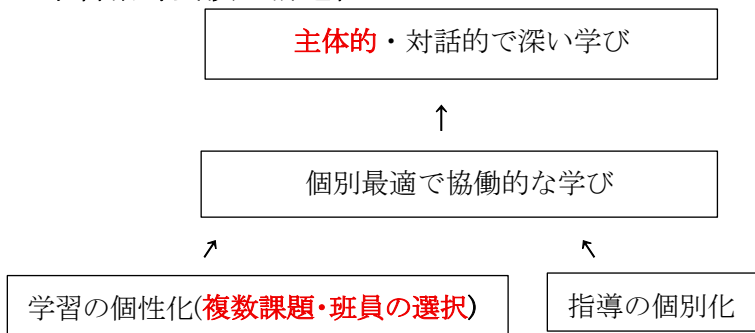 主体的・対話的で深い学び
↑
個別最適で協働的な学び
↗ ↖
学習の個性化(複数課題・班員の選択)
指導の個別化